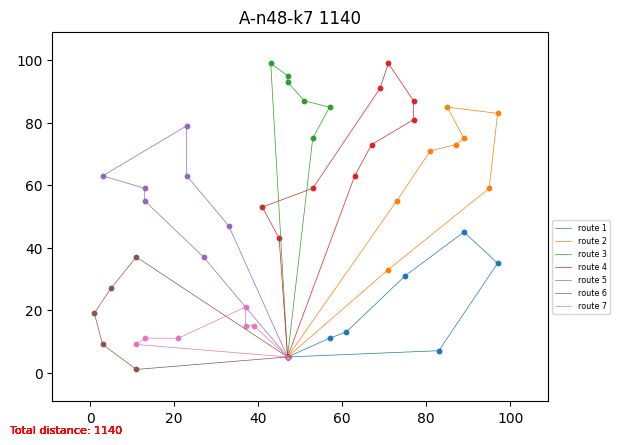 A-n48-k7 1140
100
80
60
40
20
0
0 20 40 60 80 100
route 1
route 2
route 3
route 4
route 5
route 6
route 7
Total distance: 1140